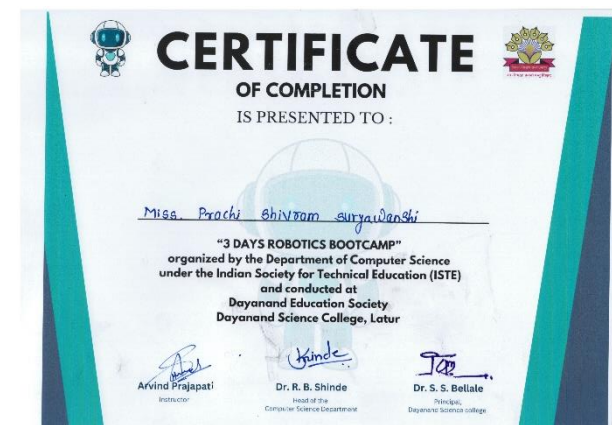 CERTIFICATE
OF COMPLETION
IS PRESENTED TO :
Miss. Prachi Shivram Suryawanshi
“3 DAYS ROBOTICS BOOTCAMP”
organized by the Department of Computer Science
under the Indian Society for Technical Education (ISTE)
and conducted at
Dayanand Education Society
Dayanand Science College, Latur
Arvind Prajapati
Instructor
Dr. R. B. Shinde
Head of the
Computer Science Department
Dr. S. S. Bellale
Principal,
Dayanand Science college